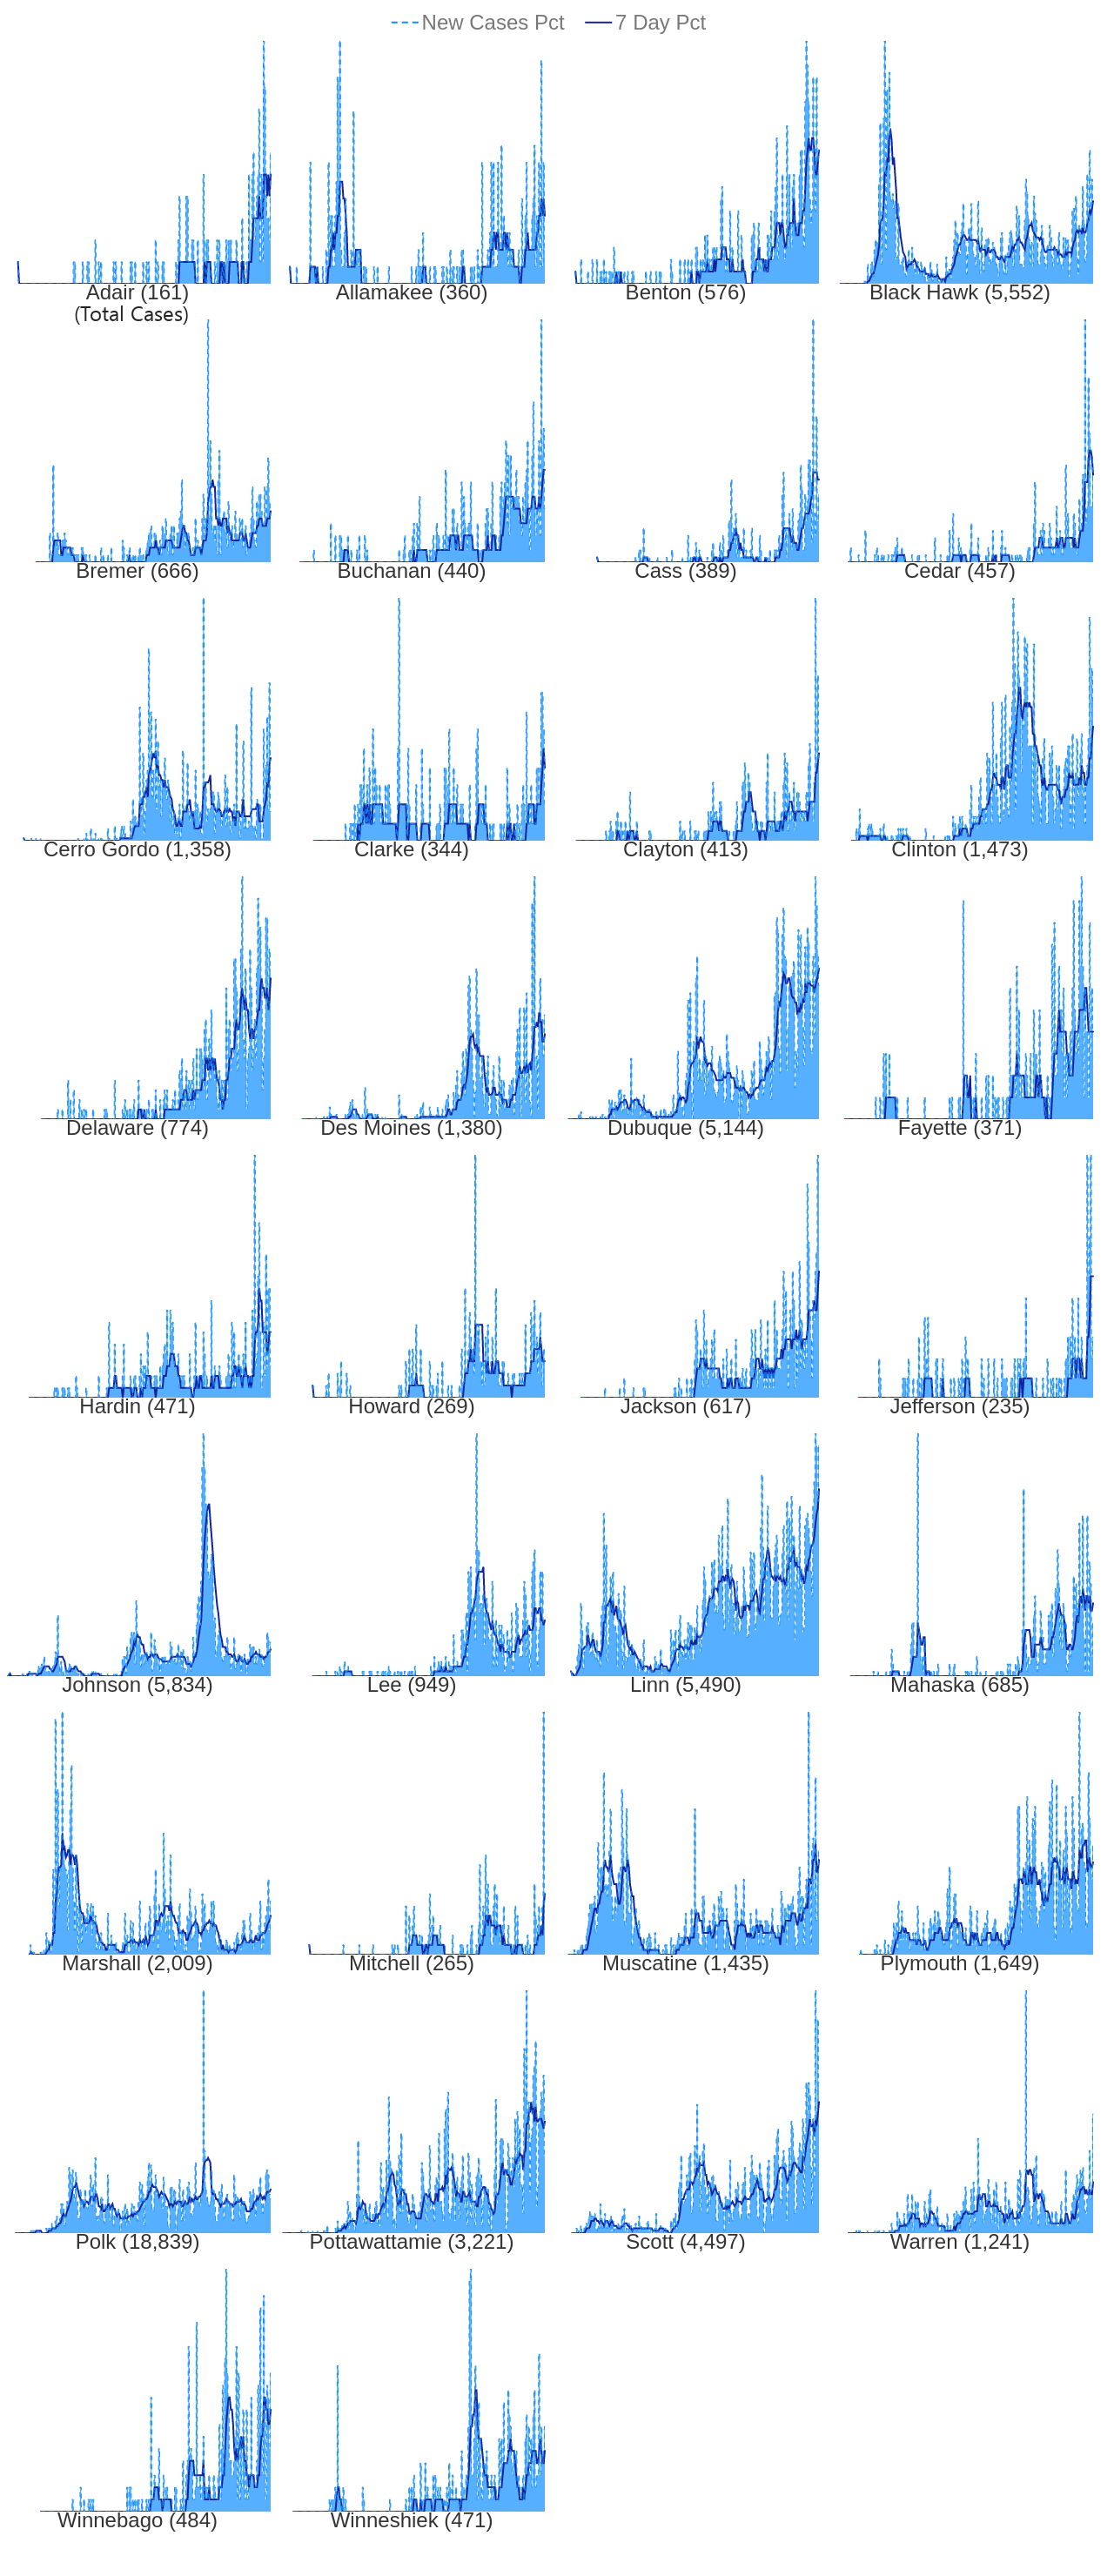 New Cases Pct 7 Day Pct
Adair (161) Allamakee (360) Benton (576) Black Hawk (5,552)
(Total Cases)
Bremer (666) Buchanan (440) Cass (389) Cedar (457)
Cerro Gordo (1,358) Clarke (344) Clayton (413) Clinton (1,473)
Delaware (774) Des Moines (1,380) Dubuque (5,144) Fayette (371)
Hardin (471) Howard (269) Jackson (617) Jefferson (235)
Johnson (5,834) Lee (949) Linn (5,490) Mahaska (685)
Marshall (2,009) Mitchell (265) Muscatine (1,435) Plymouth (1,649)
Polk (18,839) Pottawattamie (3,221) Scott (4,497) Warren (1,241)
Winnebago (484) Winneshiek (471)